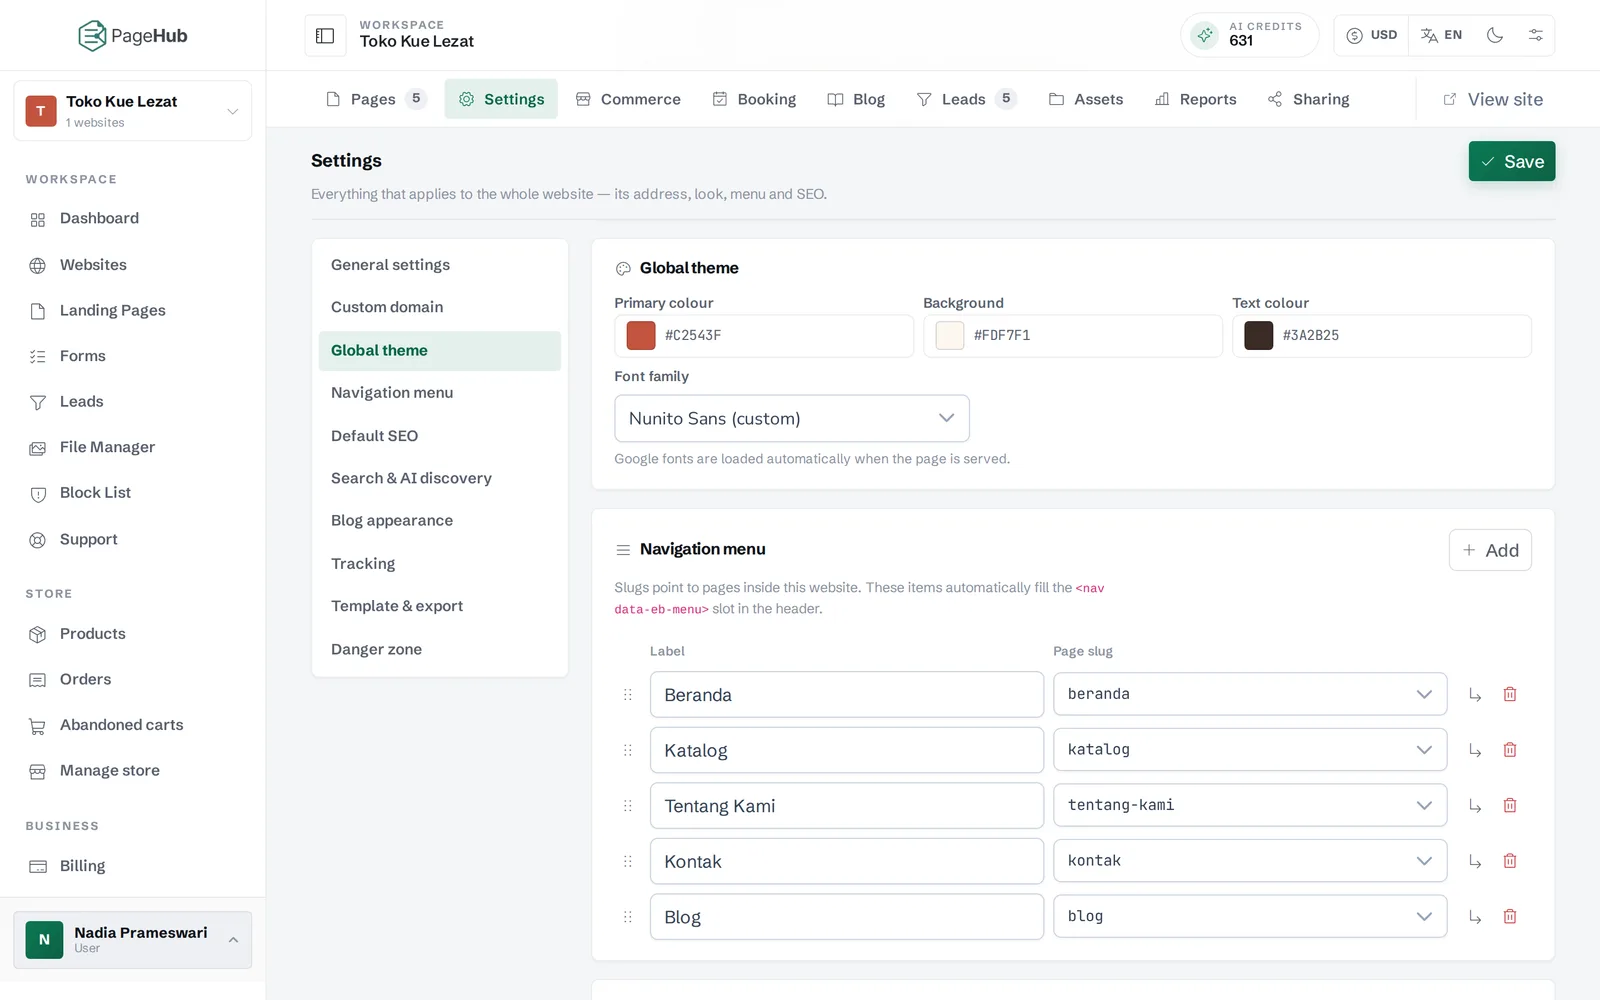 PageHub
WORKSPACE
Toko Kue Lezat
AI CREDITS
631
USD
EN
T
Toko Kue Lezat
1 websites
Pages 5
Settings
Commerce
Booking
Blog
Leads 5
Assets
Reports
Sharing
View site
WORKSPACE
Dashboard
Websites
Landing Pages
Forms
Leads
File Manager
Block List
Support
STORE
Products
Orders
Abandoned carts
Manage store
BUSINESS
Billing
N
Nadia Prameswari
User
Settings
Everything that applies to the whole website — its address, look, menu and SEO.
Save
General settings
Custom domain
Global theme
Navigation menu
Default SEO
Search & AI discovery
Blog appearance
Tracking
Template & export
Danger zone
Global theme
Primary colour
Background
Text colour
#C2543F
#FDF7F1
#3A2B25
Font family
Nunito Sans (custom)
Google fonts are loaded automatically when the page is served.
Navigation menu
Add
Slugs point to pages inside this website. These items automatically fill the <nav
data-eb-menu> slot in the header.
Label
Page slug
Beranda
beranda
Katalog
katalog
Tentang Kami
tentang-kami
Kontak
kontak
Blog
blog